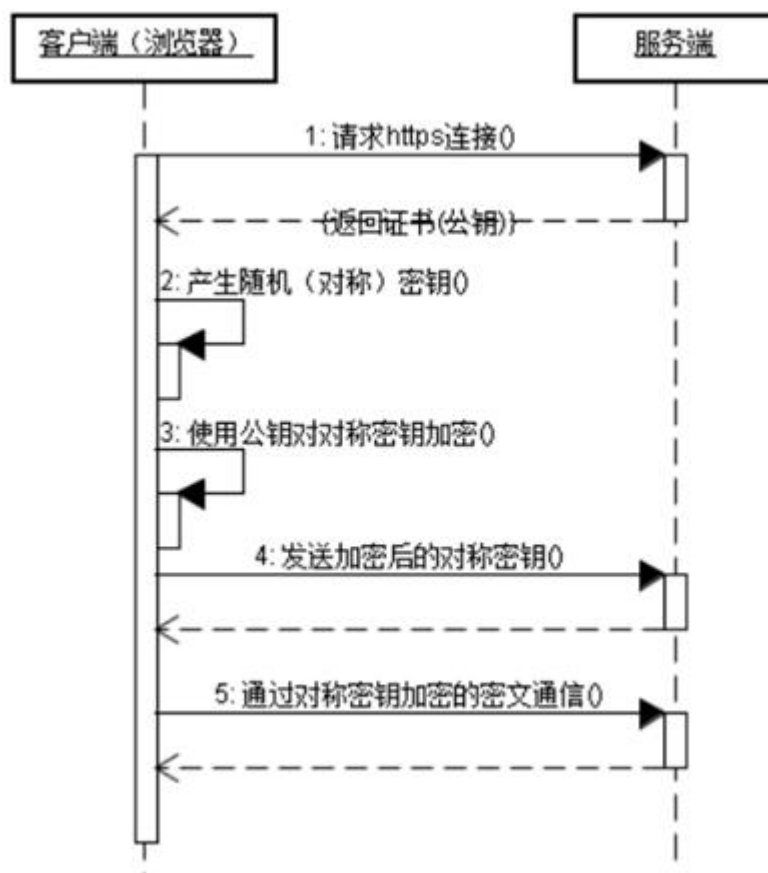 客户端（浏览器）
服务端
1: 请求https连接()
{返回证书(公钥)}
2: 产生随机（对称）密钥()
3: 使用公钥对对称密钥加密()
4: 发送加密后的对称密钥()
5: 通过对称密钥加密的密文通信()